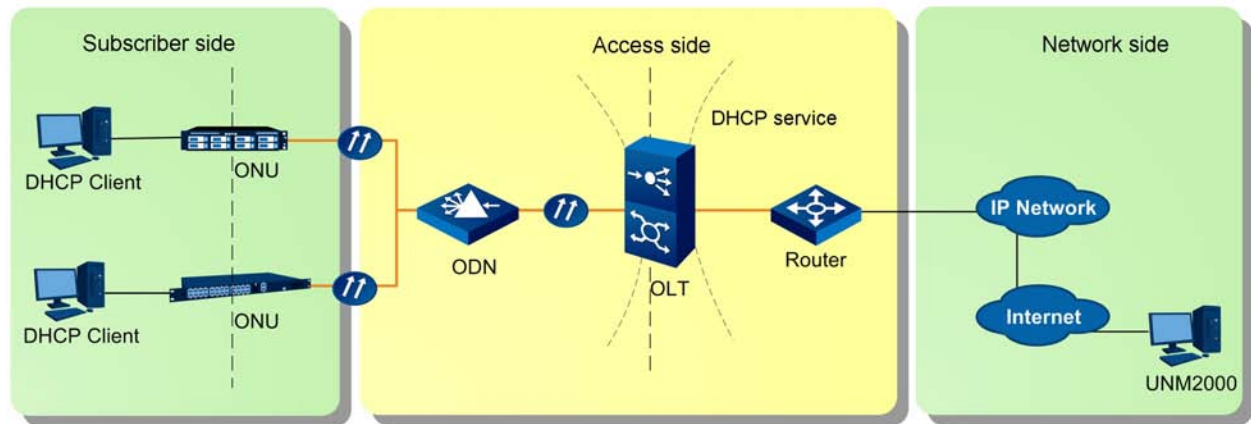 Subscriber side
Access side
Network side
DHCP service
DHCP Client
ONU
ODN
OLT
Router
IP Network
DHCP Client
ONU
Internet
UNM2000